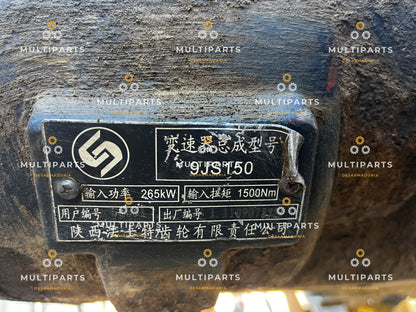 变速器总成型号
9JS150
输入功率 265kW 输入扭矩 1500Nm
用户编号 出厂编号
陕西法士特齿轮有限责任公司
MULTIPARTS
DESARMADURIA